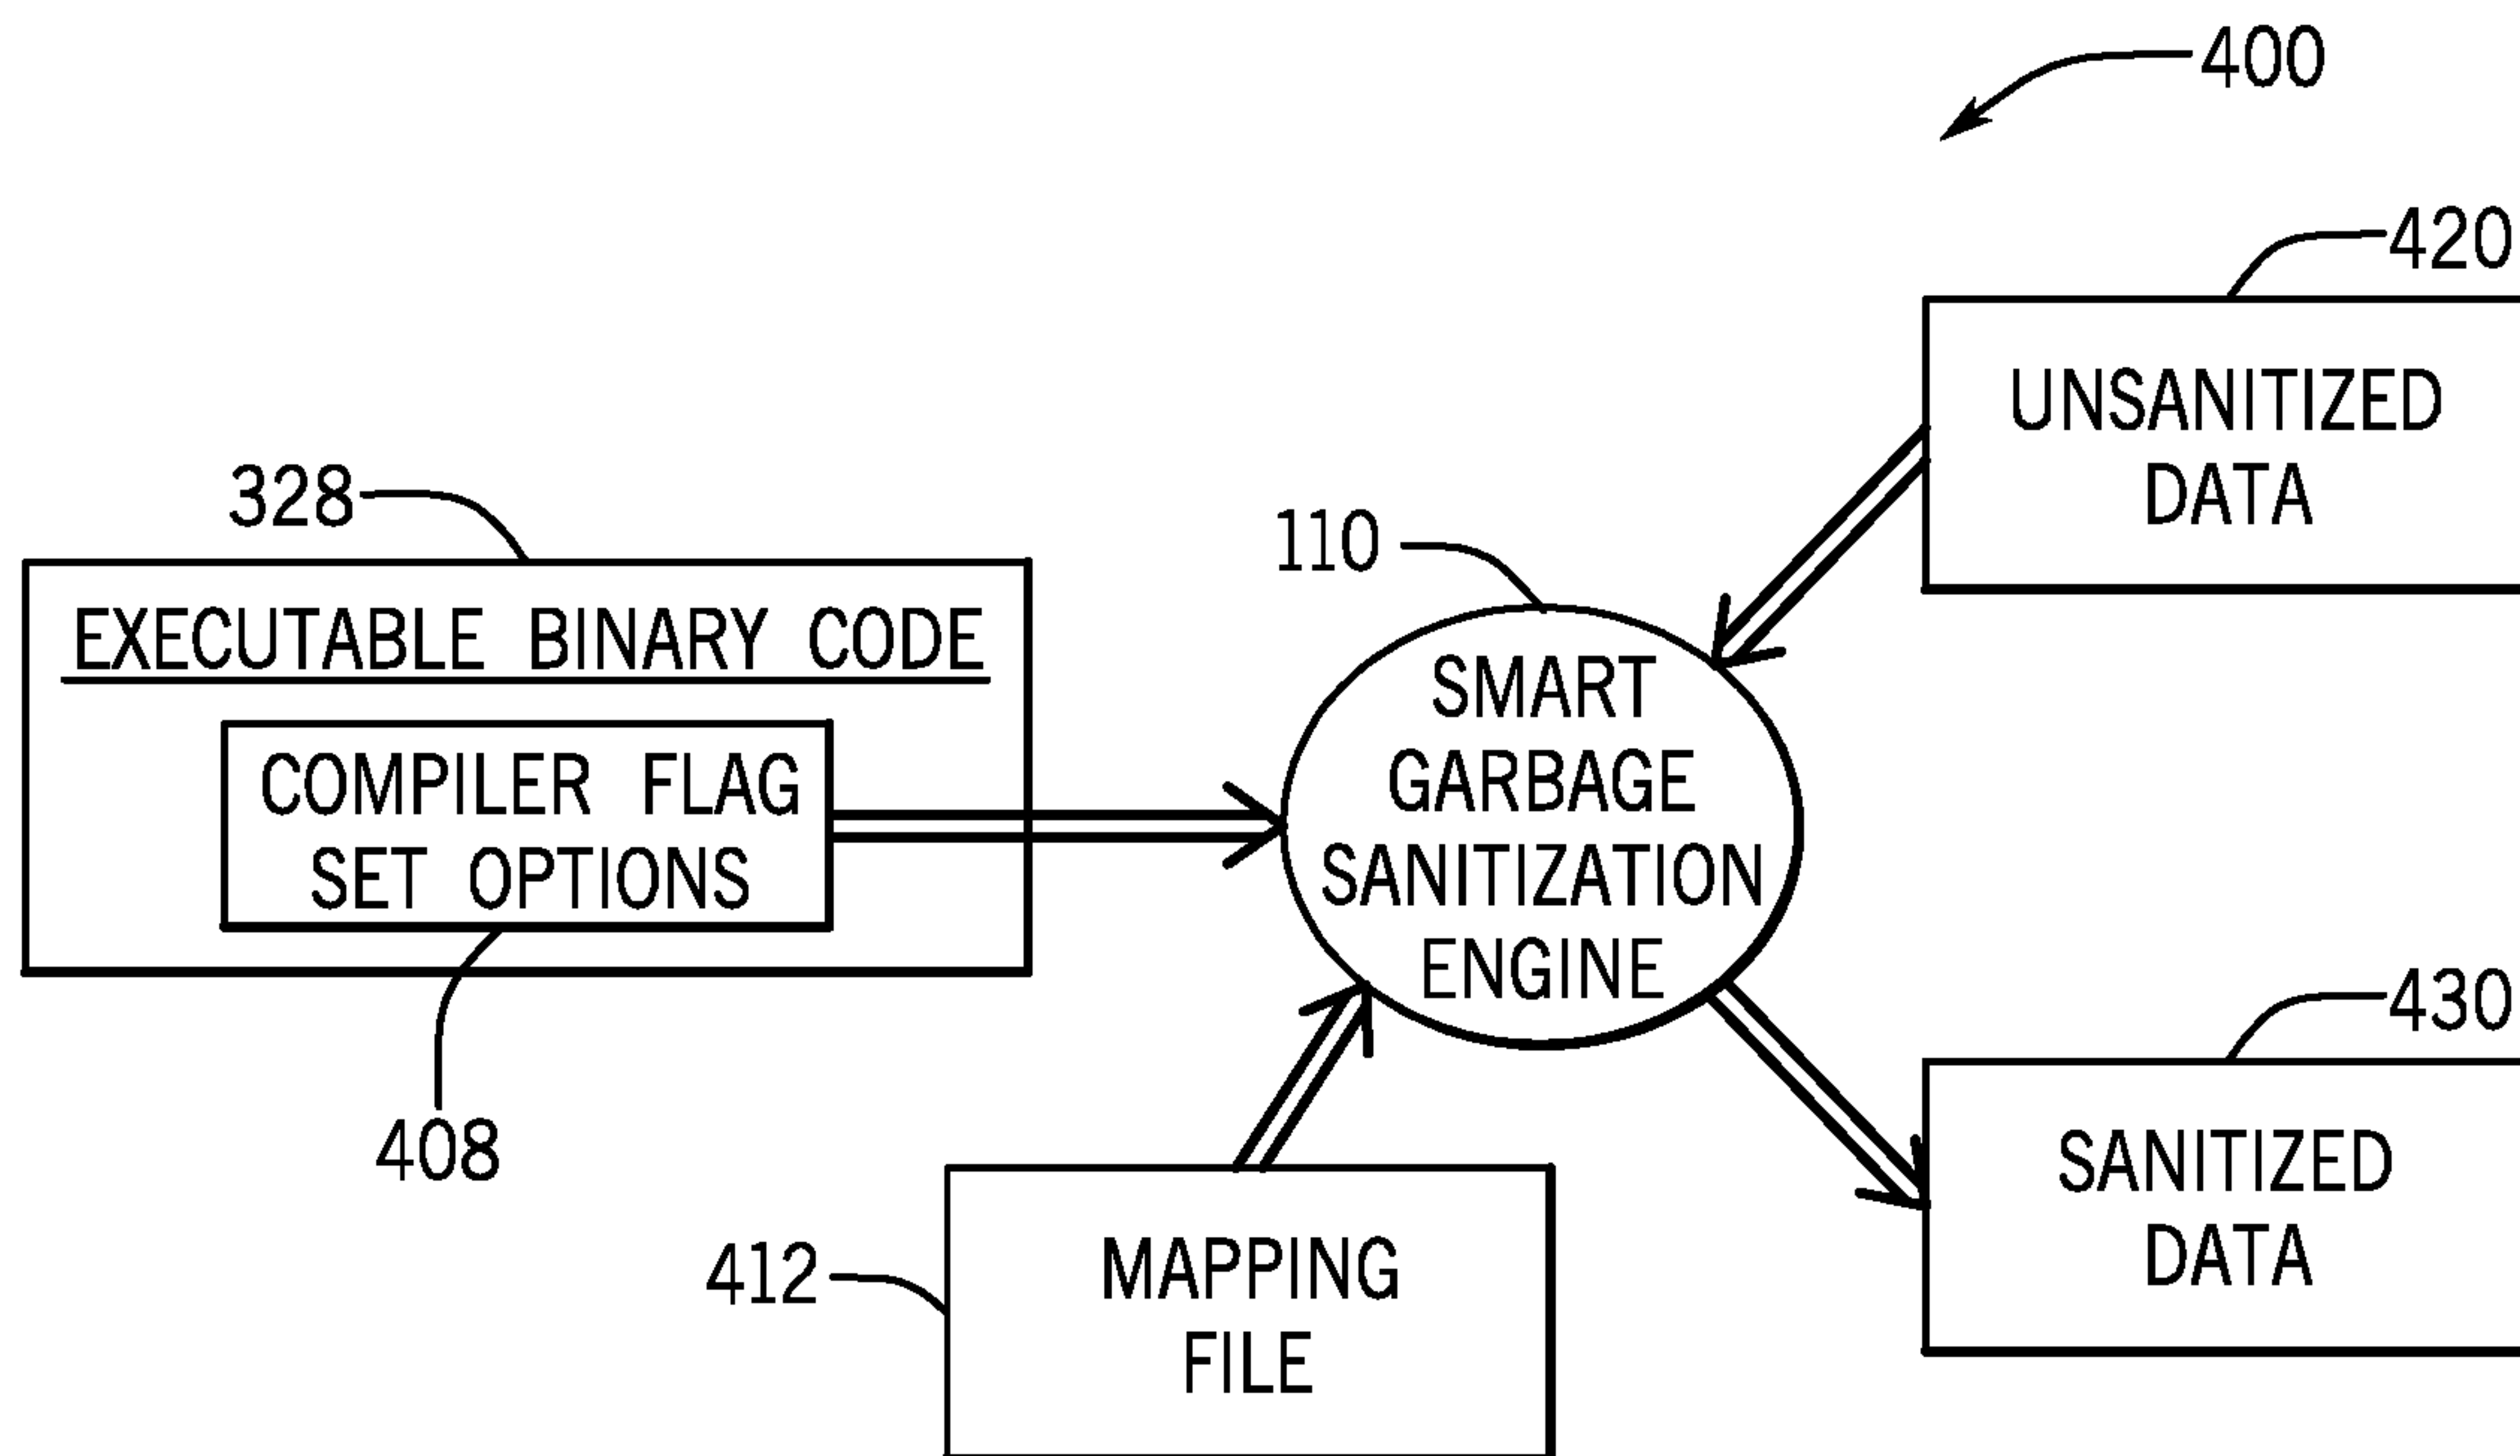 400
420
UNSANITIZED
DATA
328
110
EXECUTABLE BINARY CODE
SMART
GARBAGE
SANITIZATION
ENGINE
COMPILER FLAG
SET OPTIONS
430
408
SANITIZED
DATA
412
MAPPING
FILE